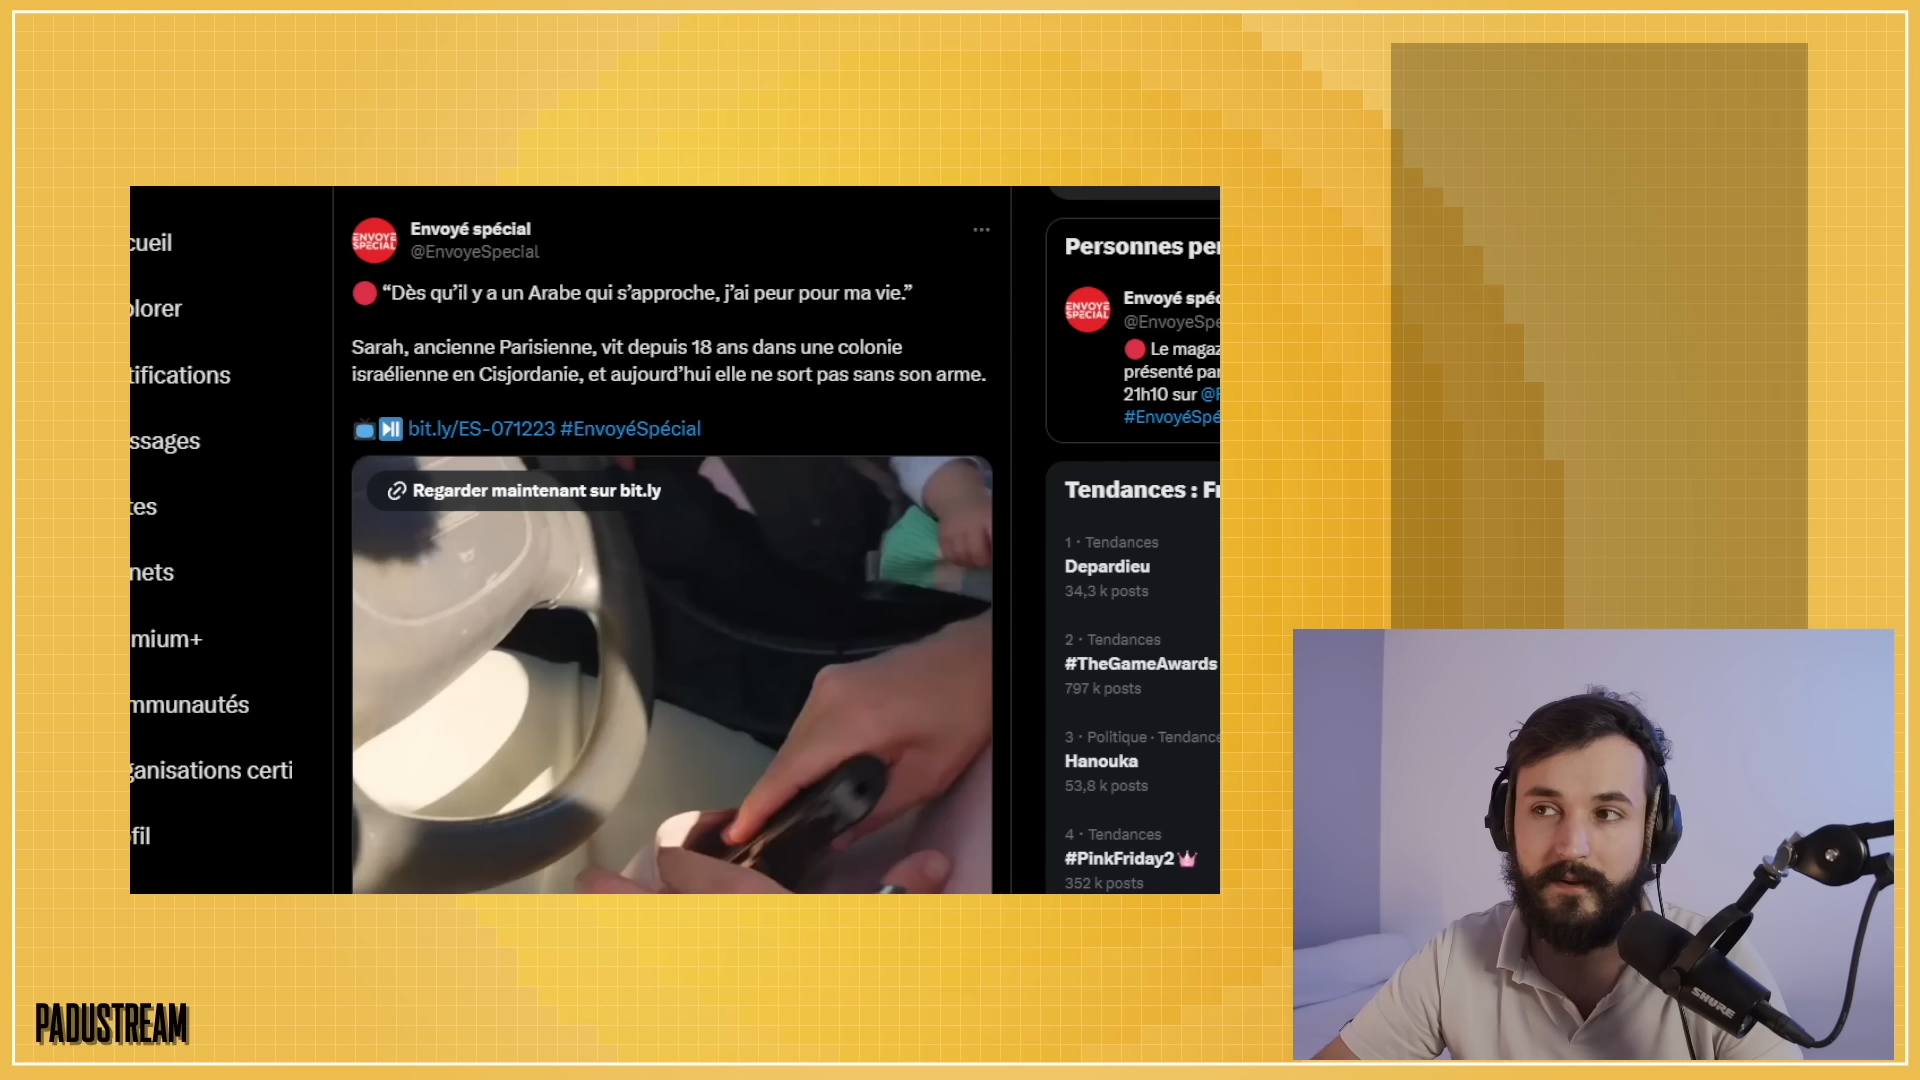 cueil
plorer
tifications
ssages
tes
nets
mium+
mmunautés
ganisations certi
fil
ENVOYÉ
SPÉCIAL
Envoyé spécial
@EnvoyeSpecial
“Dès qu’il y a un Arabe qui s’approche, j’ai peur pour ma vie.”
Sarah, ancienne Parisienne, vit depuis 18 ans dans une colonie
israélienne en Cisjordanie, et aujourd’hui elle ne sort pas sans son arme.
bit.ly/ES-071223 #EnvoyéSpécial
Regarder maintenant sur bit.ly
Personnes per
ENVOYÉ
SPÉCIAL
Envoyé spéc
@EnvoyeSpe
Le magaz
présenté par
21h10 sur @F
#EnvoyéSpé
Tendances : Fr
1 · Tendances
Depardieu
34,3 k posts
2 · Tendances
#TheGameAwards
797 k posts
3 · Politique · Tendance
Hanouka
53,8 k posts
4 · Tendances
#PinkFriday2
352 k posts
SHURE
PADUSTREAM